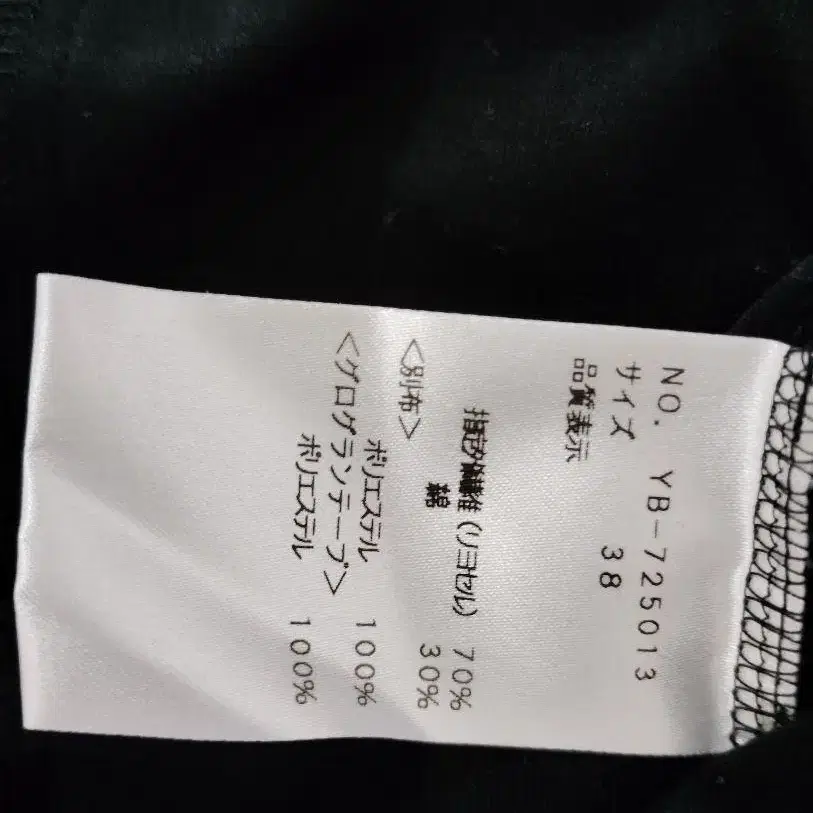 NO. YB-725013
サイズ 38
品質表示
指定外繊維(リヨセル) 70%
綿 30%
<別布>
ポリエステル 100%
<グログランテープ>
ポリエステル 100%